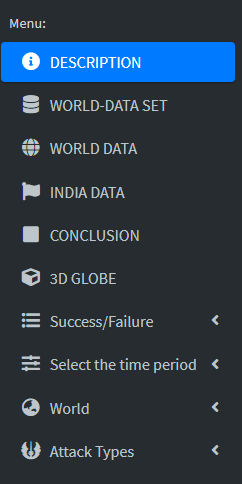 Menu:
DESCRIPTION
WORLD-DATA SET
WORLD DATA
INDIA DATA
CONCLUSION
3D GLOBE
Success/Failure
Select the time period
World
Attack Types